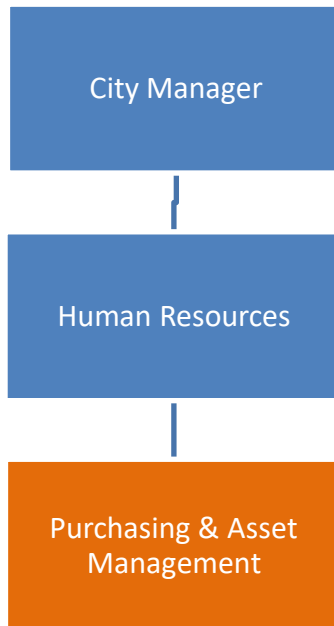 City Manager
Human Resources
Purchasing & Asset
Management